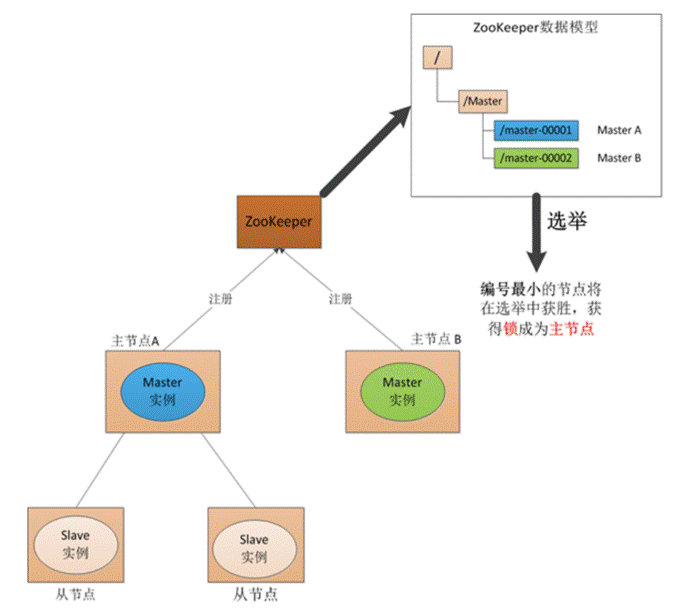 ZooKeeper数据模型
/
/Master
/master-00001 Master A
/master-00002 Master B
选举
编号最小的节点将
在选举中获胜，获
得锁成为主节点
ZooKeeper
注册
注册
主节点A
主节点 B
Master
实例
Master
实例
Slave
实例
Slave
实例
从节点
从节点